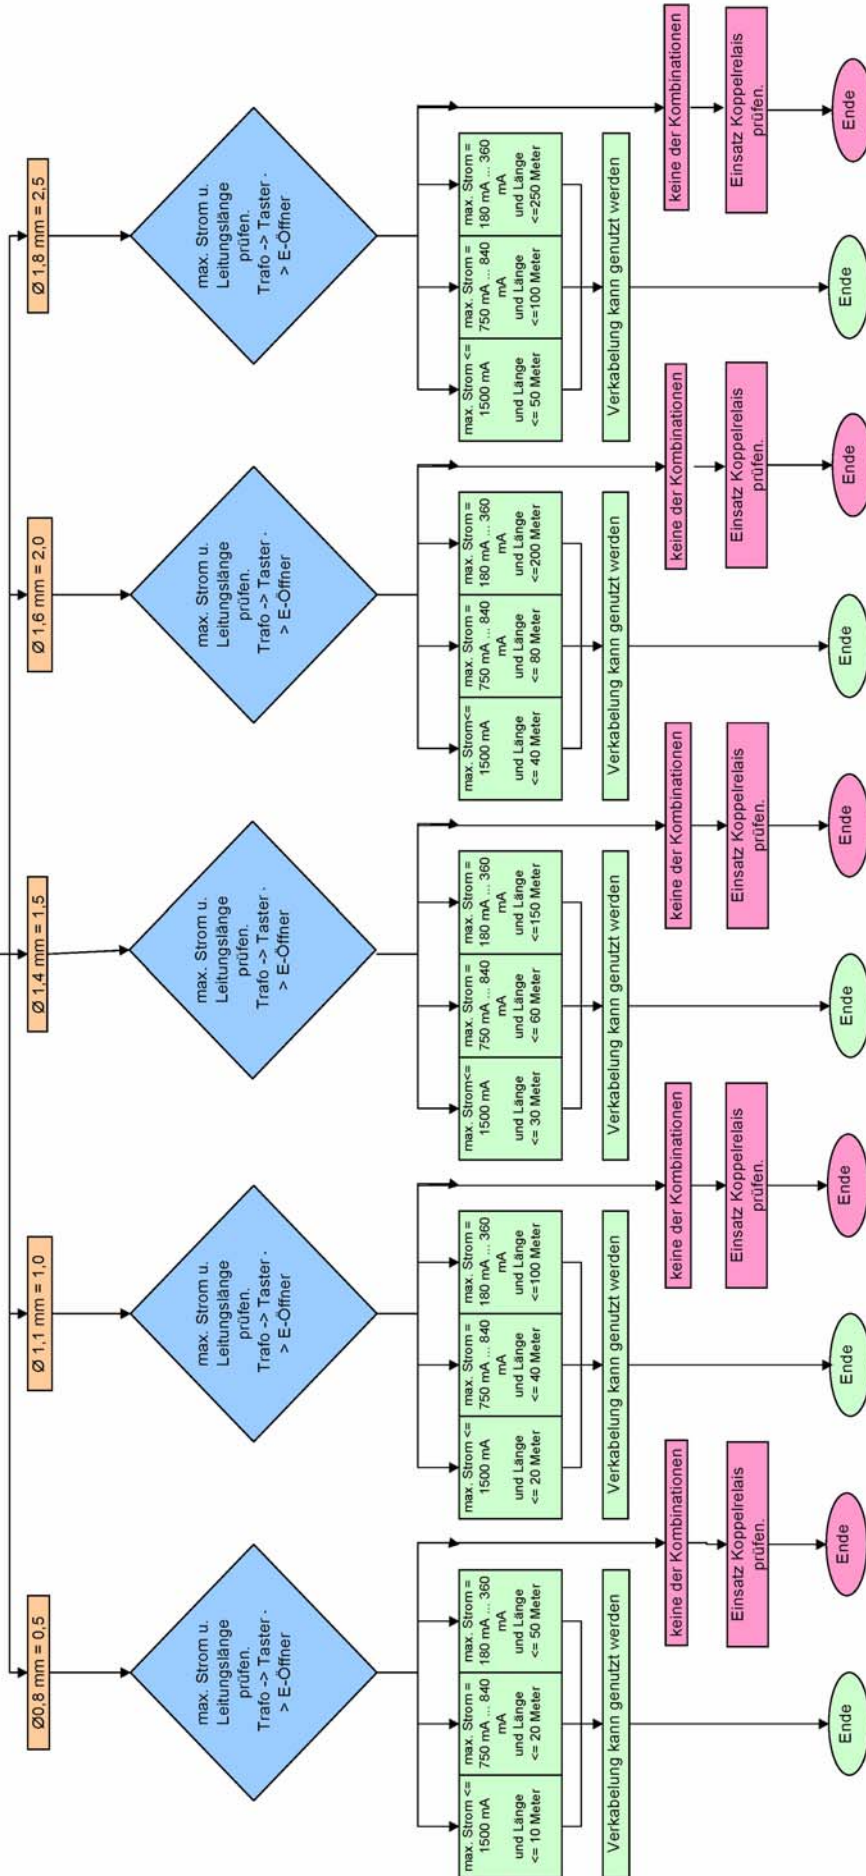 Ø0,8 mm = 0,5
max. Strom u.
Leitungslänge
prüfen.
Trafo -> Taster -
> E-Öffner
max. Strom <=
1500 mA
und Länge
<= 10 Meter
max. Strom =
750 mA ... 840
mA
und Länge
<= 20 Meter
max. Strom =
180 mA ... 360
mA
und Länge
<= 50 Meter
Verkabelung kann genutzt werden
Ende
keine der Kombinationen
Einsatz Koppelrelais
prüfen.
Ende
Ø 1,1 mm = 1,0
max. Strom u.
Leitungslänge
prüfen.
Trafo -> Taster -
> E-Öffner
max. Strom <=
1500 mA
und Länge
<= 20 Meter
max. Strom =
750 mA ... 840
mA
und Länge
<= 40 Meter
max. Strom =
180 mA ... 360
mA
und Länge
<=100 Meter
Verkabelung kann genutzt werden
Ende
keine der Kombinationen
Einsatz Koppelrelais
prüfen.
Ende
Ø 1,4 mm = 1,5
max. Strom u.
Leitungslänge
prüfen.
Trafo -> Taster -
> E-Öffner
max. Strom<=
1500 mA
und Länge
<= 30 Meter
max. Strom =
750 mA ... 840
mA
und Länge
<= 60 Meter
max. Strom =
180 mA ... 360
mA
und Länge
<=150 Meter
Verkabelung kann genutzt werden
Ende
keine der Kombinationen
Einsatz Koppelrelais
prüfen.
Ende
Ø 1,6 mm = 2,0
max. Strom u.
Leitungslänge
prüfen.
Trafo -> Taster -
> E-Öffner
max. Strom<=
1500 mA
und Länge
<= 40 Meter
max. Strom =
750 mA ... 840
mA
und Länge
<= 80 Meter
max. Strom =
180 mA ... 360
mA
und Länge
<=200 Meter
Verkabelung kann genutzt werden
Ende
keine der Kombinationen
Einsatz Koppelrelais
prüfen.
Ende
Ø 1,8 mm = 2,5
max. Strom u.
Leitungslänge
prüfen.
Trafo -> Taster -
> E-Öffner
max. Strom <=
1500 mA
und Länge
<= 50 Meter
max. Strom =
750 mA ... 840
mA
und Länge
<=100 Meter
max. Strom =
180 mA ... 360
mA
und Länge
<=250 Meter
Verkabelung kann genutzt werden
Ende
keine der Kombinationen
Einsatz Koppelrelais
prüfen.
Ende